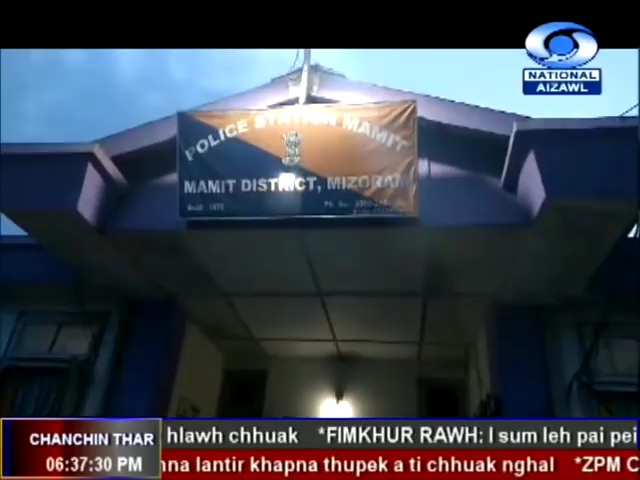 NATIONAL
AIZAWL
POLICE STATION MAMIT
MAMIT DISTRICT, MIZORAM
CHANCHIN THAR
hlawh chhuak *FIMKHUR RAWH: I sum leh pai pei
06:37:30 PM
nna lantir khapna thupek a ti chhuak nghal *ZPM C